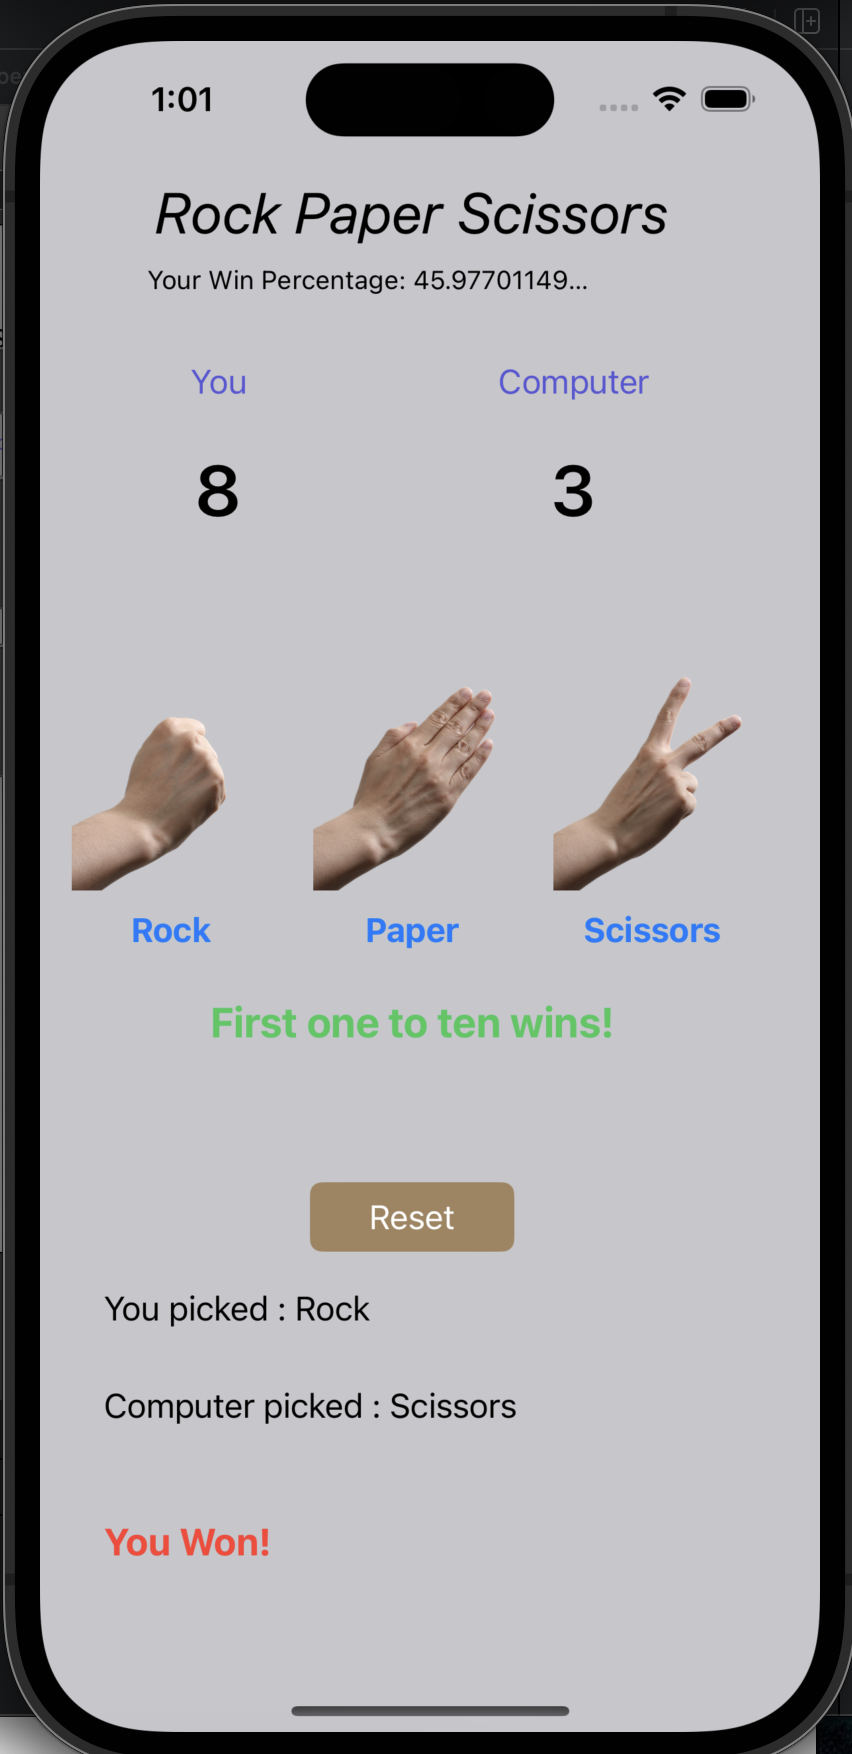 1:01
Rock Paper Scissors
Your Win Percentage: 45.97701149...
You Computer
8 3
Rock Paper Scissors
First one to ten wins!
Reset
You picked : Rock
Computer picked : Scissors
You Won!